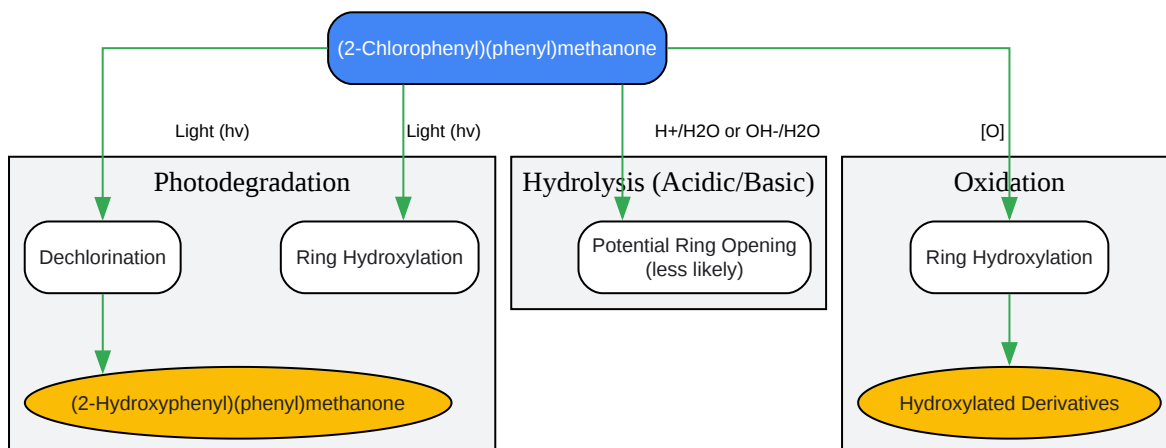 (2-Chlorophenyl)(phenyl)methanone
Light (hv)
Light (hv)
H+/H2O or OH-/H2O
[O]
Photodegradation
Hydrolysis (Acidic/Basic)
Oxidation
Dechlorination
Ring Hydroxylation
Potential Ring Opening
(less likely)
Ring Hydroxylation
(2-Hydroxyphenyl)(phenyl)methanone
Hydroxylated Derivatives